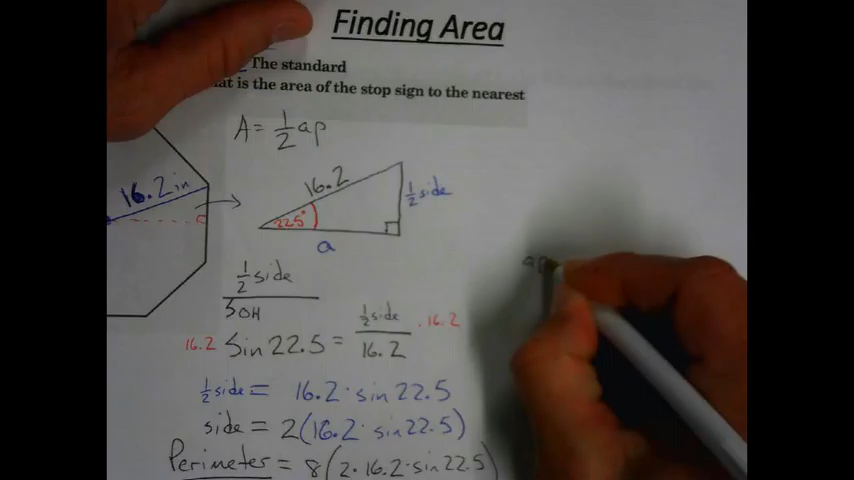 Finding Area
The standard
at is the area of the stop sign to the nearest
A = 1/2 ap
16.2 in
16.2
1/2 side
22.5°
a
1/2 side
SOH
16.2 Sin 22.5 = 1/2 side / 16.2 · 16.2
ap
1/2 side = 16.2 · sin 22.5
side = 2(16.2 · sin 22.5)
Perimeter = 8(2 · 16.2 · sin 22.5)